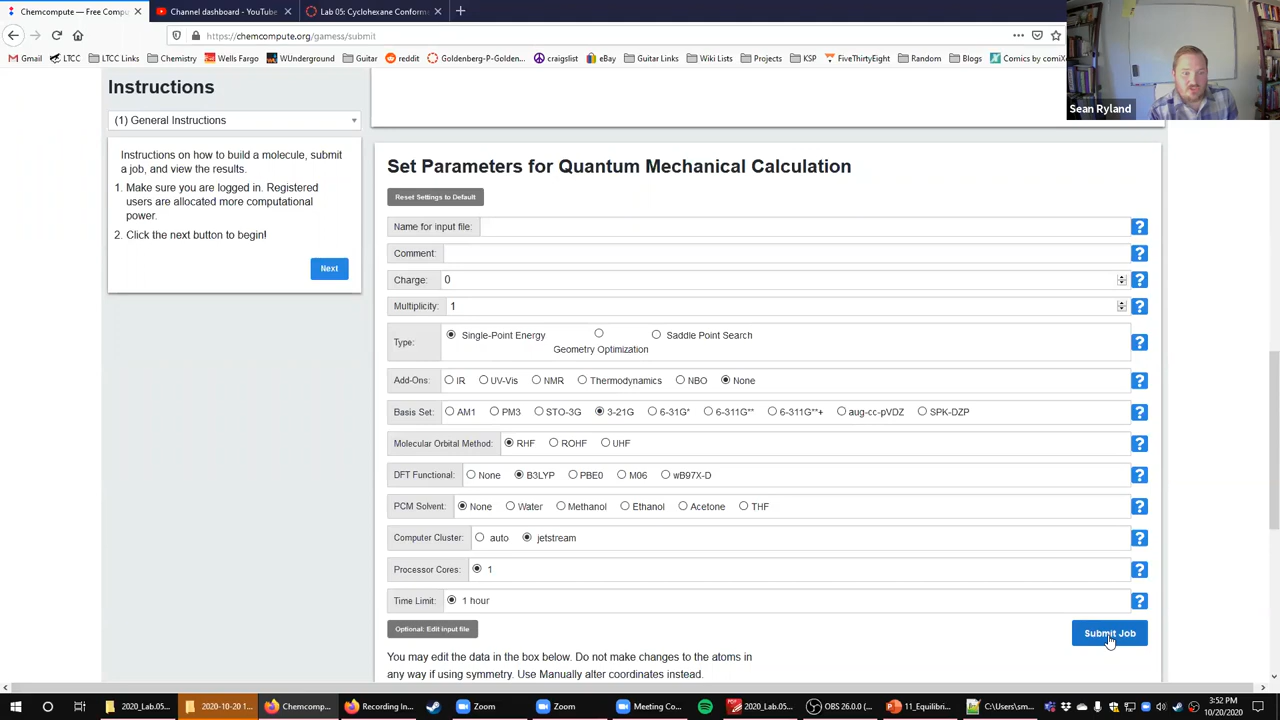 Chemcompute — Free Compu
Channel dashboard - YouTube
Lab 05: Cyclohexane Conforme
https://chemcompute.org/gamess/submit
Gmail LTCC LTCC Links Chemistry Wells Fargo WUnderground Guitar reddit Goldenberg-P-Golden... craigslist eBay Guitar Links Wiki Lists Projects KSP FiveThirtyEight Random Blogs Comics by comiX
Sean Ryland
Instructions
(1) General Instructions
Instructions on how to build a molecule, submit
a job, and view the results.
1. Make sure you are logged in. Registered
users are allocated more computational
power.
2. Click the next button to begin!
Next
Set Parameters for Quantum Mechanical Calculation
Reset Settings to Default
Name for input file: ?
Comment: ?
Charge: 0 ?
Multiplicity: 1 ?
Type: Single-Point Energy Geometry Optimization Saddle Point Search ?
Add-Ons: IR UV-Vis NMR Thermodynamics NBO None ?
Basis Set: AM1 PM3 STO-3G 3-21G 6-31G* 6-311G** 6-311G**+ aug-cc-pVDZ SPK-DZP ?
Molecular Orbital Method: RHF ROHF UHF ?
DFT Functional: None B3LYP PBE0 M06 wB97X-D ?
PCM Solvent: None Water Methanol Ethanol Acetone THF ?
Computer Cluster: auto jetstream ?
Processor Cores: 1 ?
Time Limit: 1 hour ?
Optional: Edit input file
Submit Job
You may edit the data in the box below. Do not make changes to the atoms in
any way if using symmetry. Use Manually alter coordinates instead.
2020_Lab.05... 2020-10-20 1... Chemcomp... Recording In... Zoom Zoom Meeting Co... 2020_Lab.05... OBS 26.0.0 (... 11_Equilibri... C:\Users\sm...
3:52 PM
10/20/2020